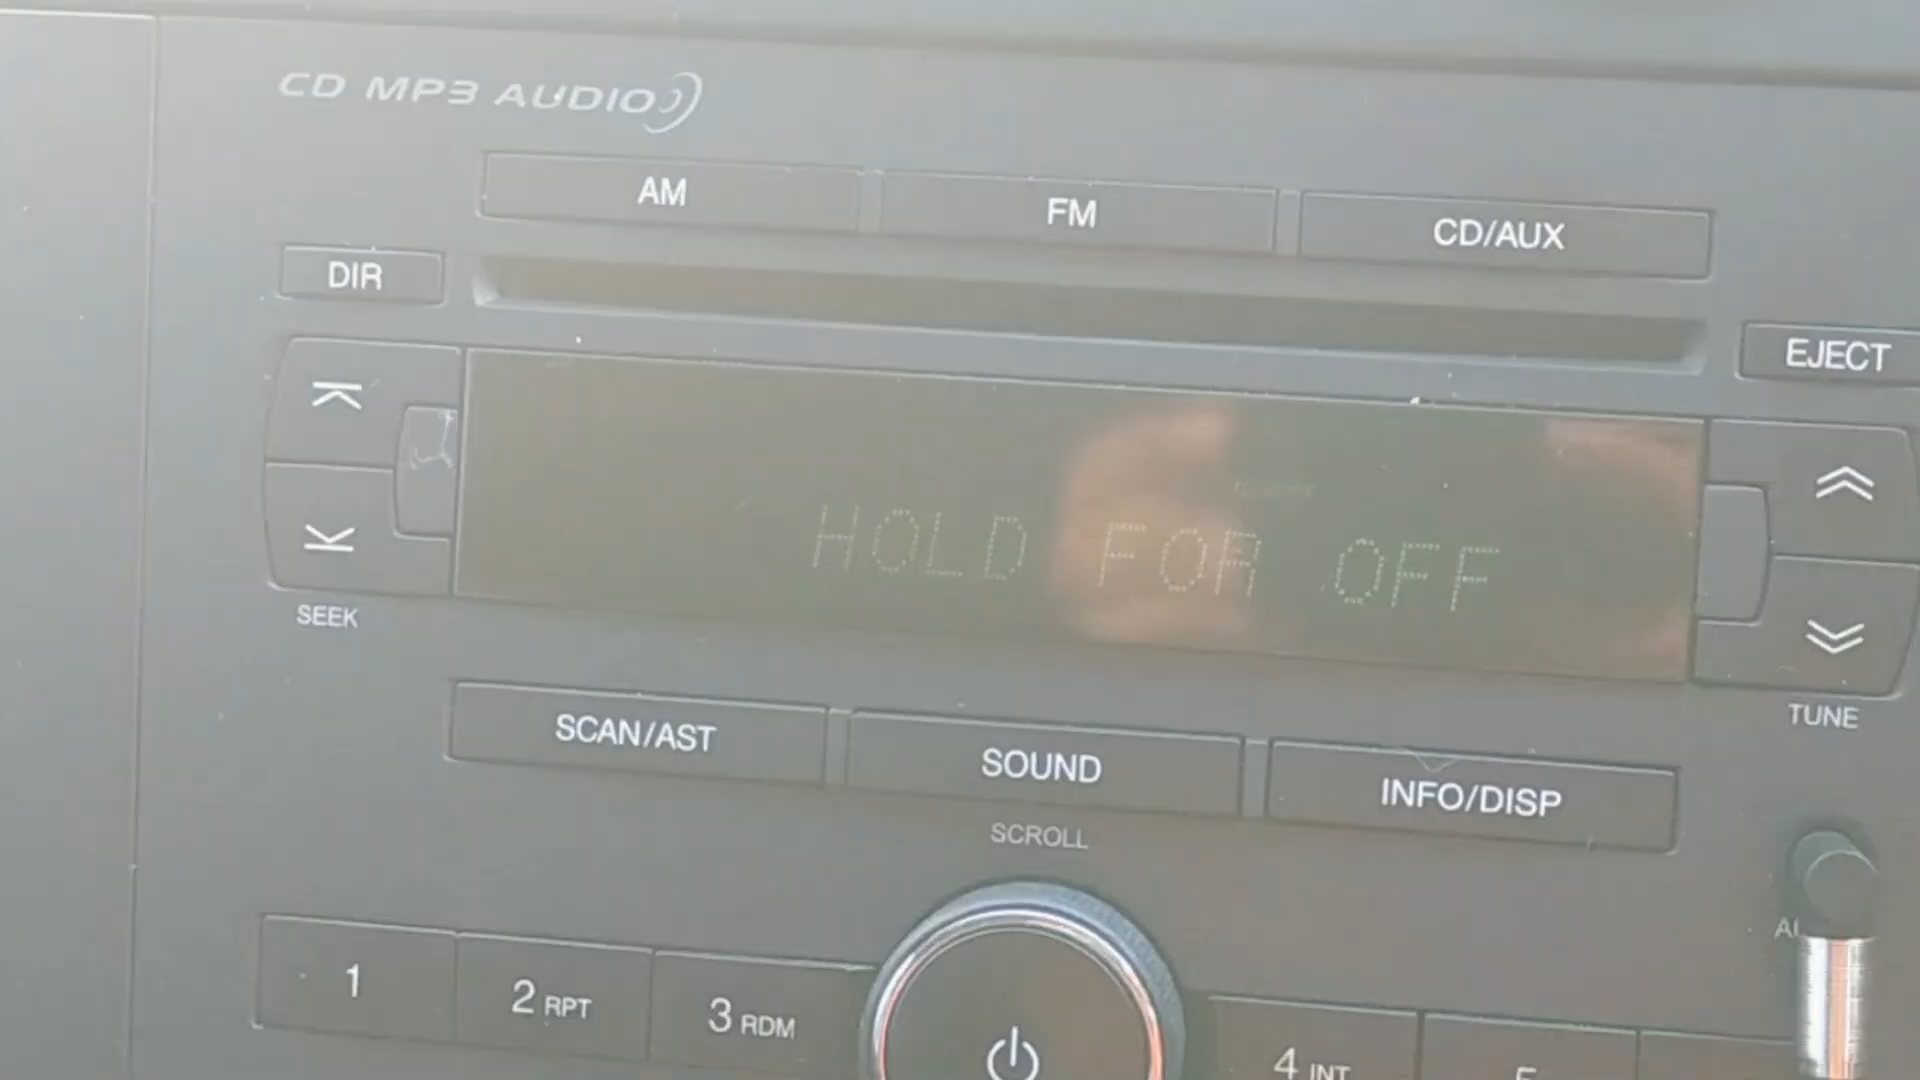 CD MP3 AUDIO
AM
FM
CD/AUX
DIR
EJECT
HOLD FOR OFF
SEEK
TUNE
SCAN/AST
SOUND
INFO/DISP
SCROLL
1
2 RPT
3 RDM
4 INT
5